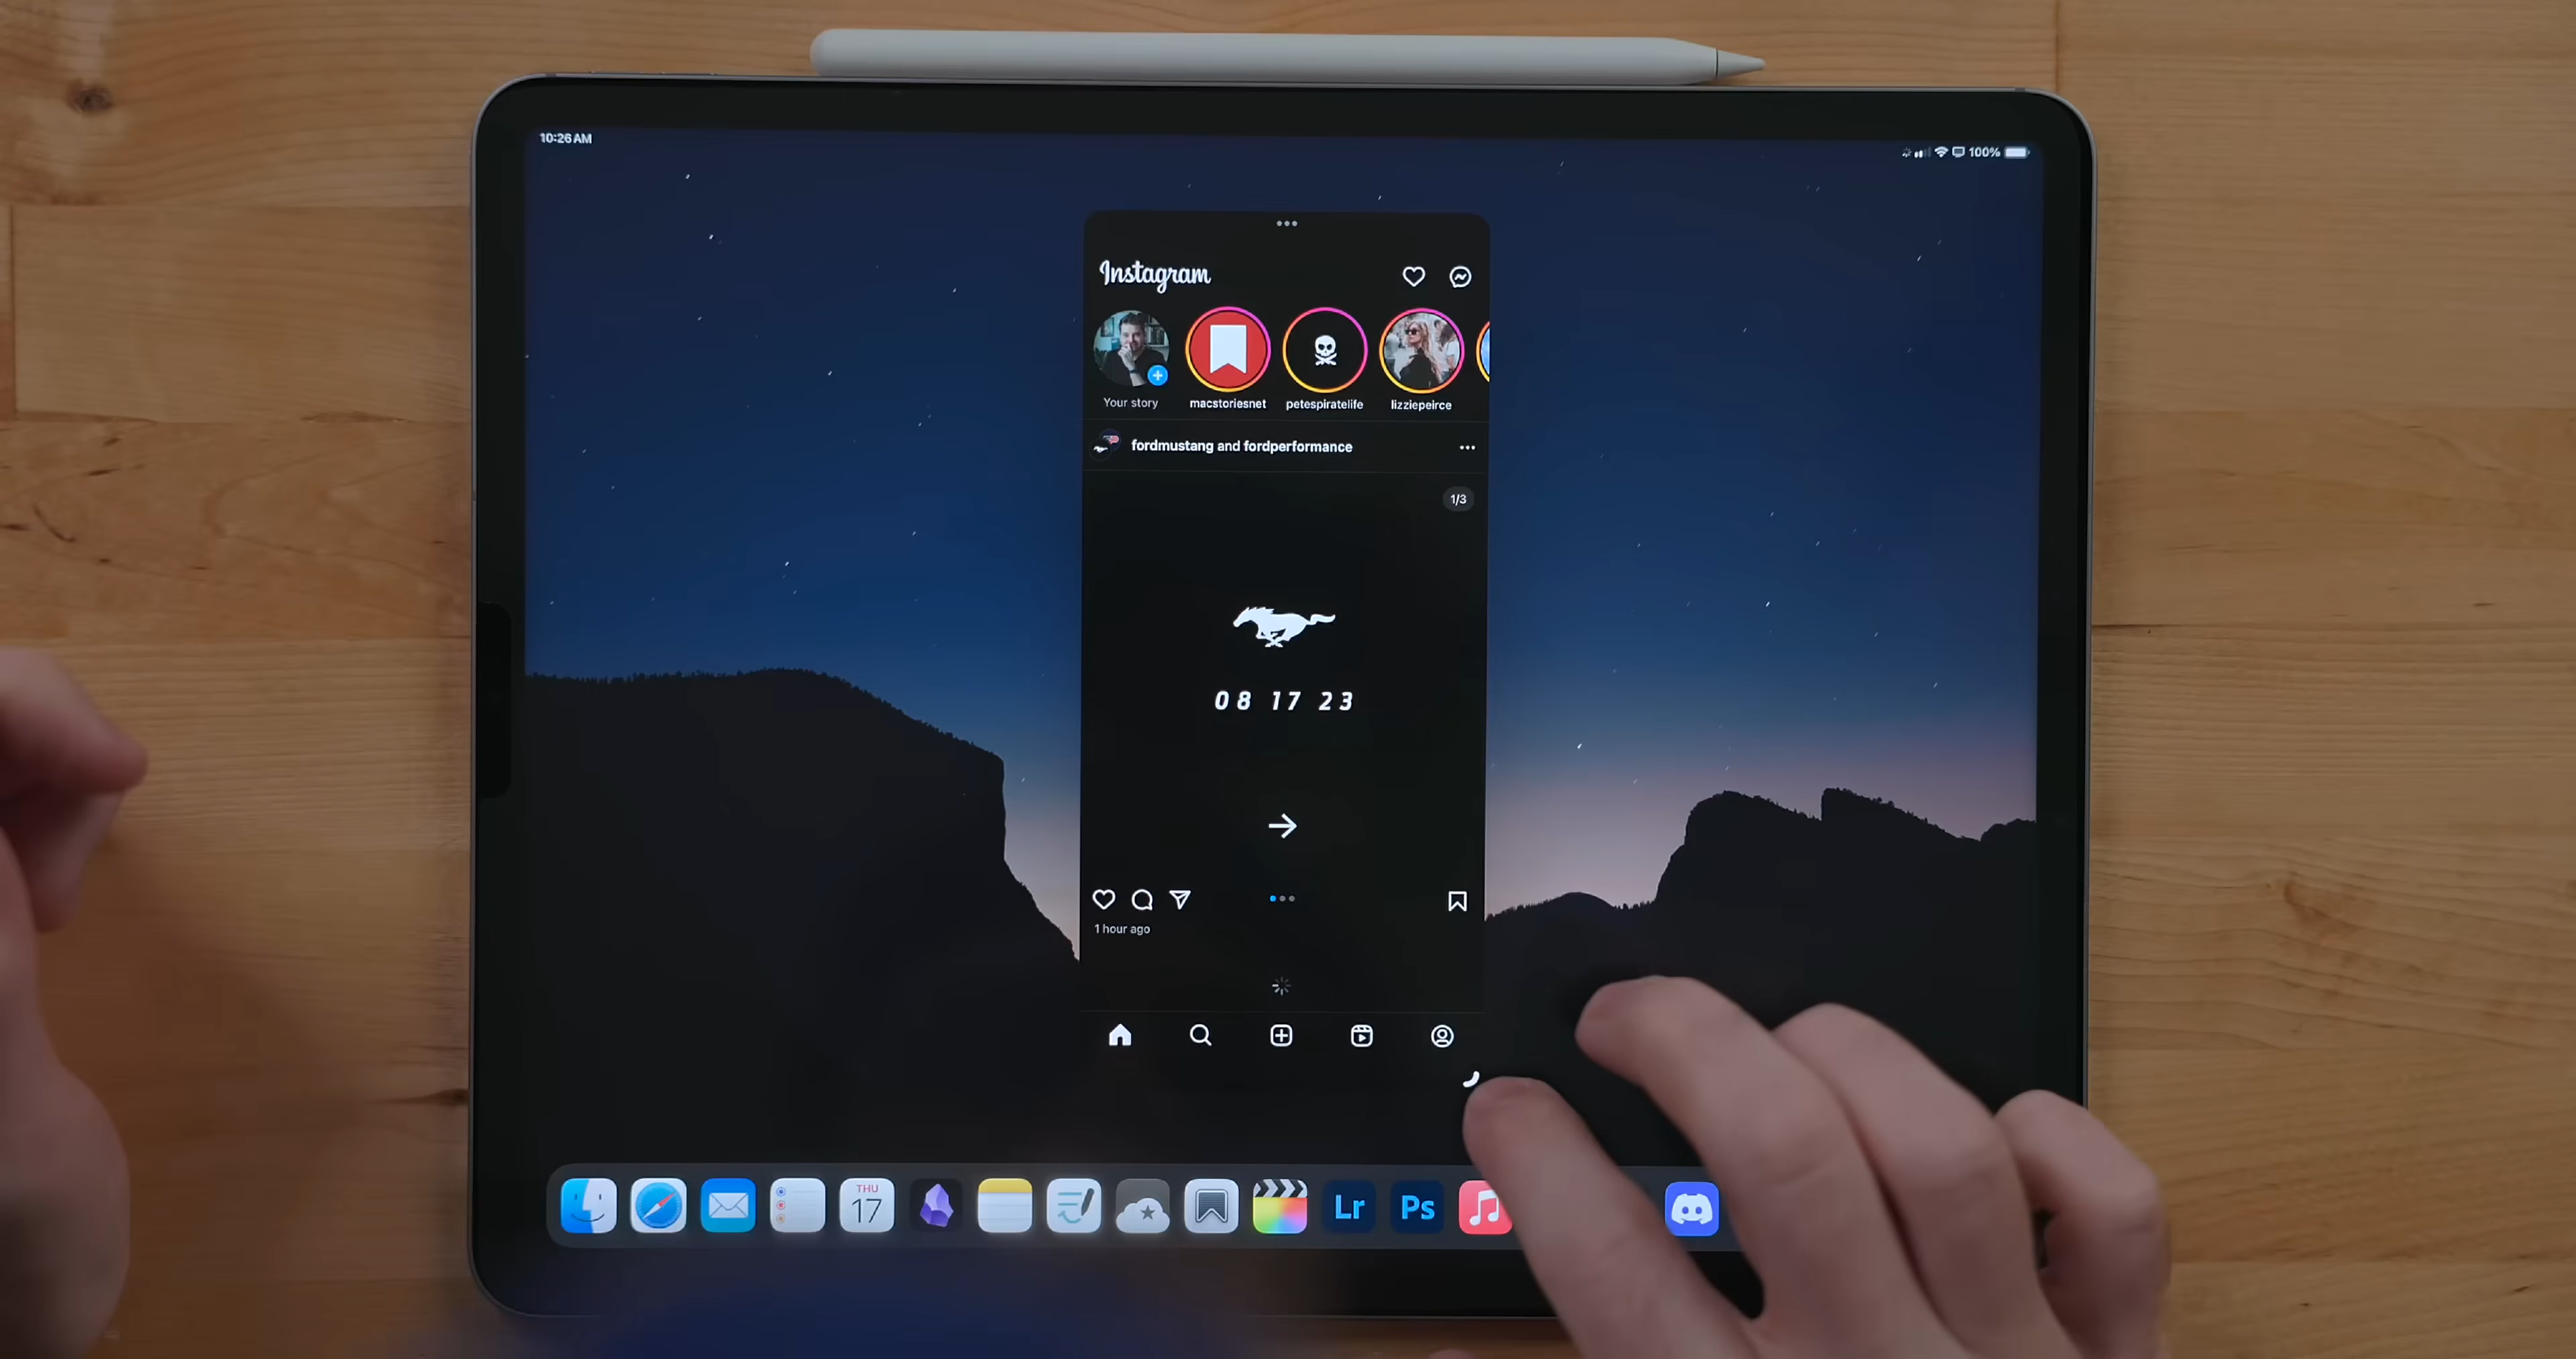 10:26 AM
100%
Instagram
Your story
macstoriesnet
petespiratelife
lizziepeirce
fordmustang and fordperformance
1/3
08 17 23
1 hour ago
THU
17
Lr
Ps